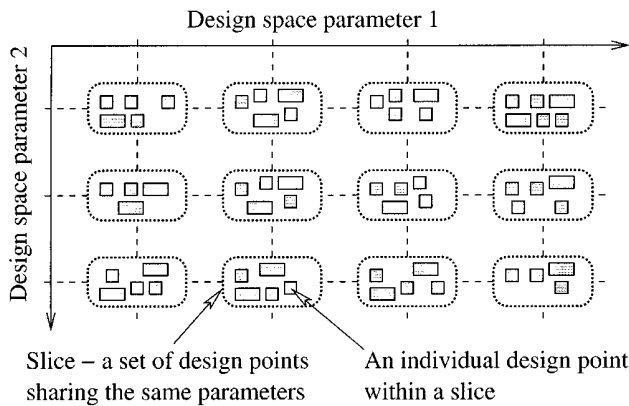 Design space parameter 1
Design space parameter 2
Slice – a set of design points
sharing the same parameters
An individual design point
within a slice